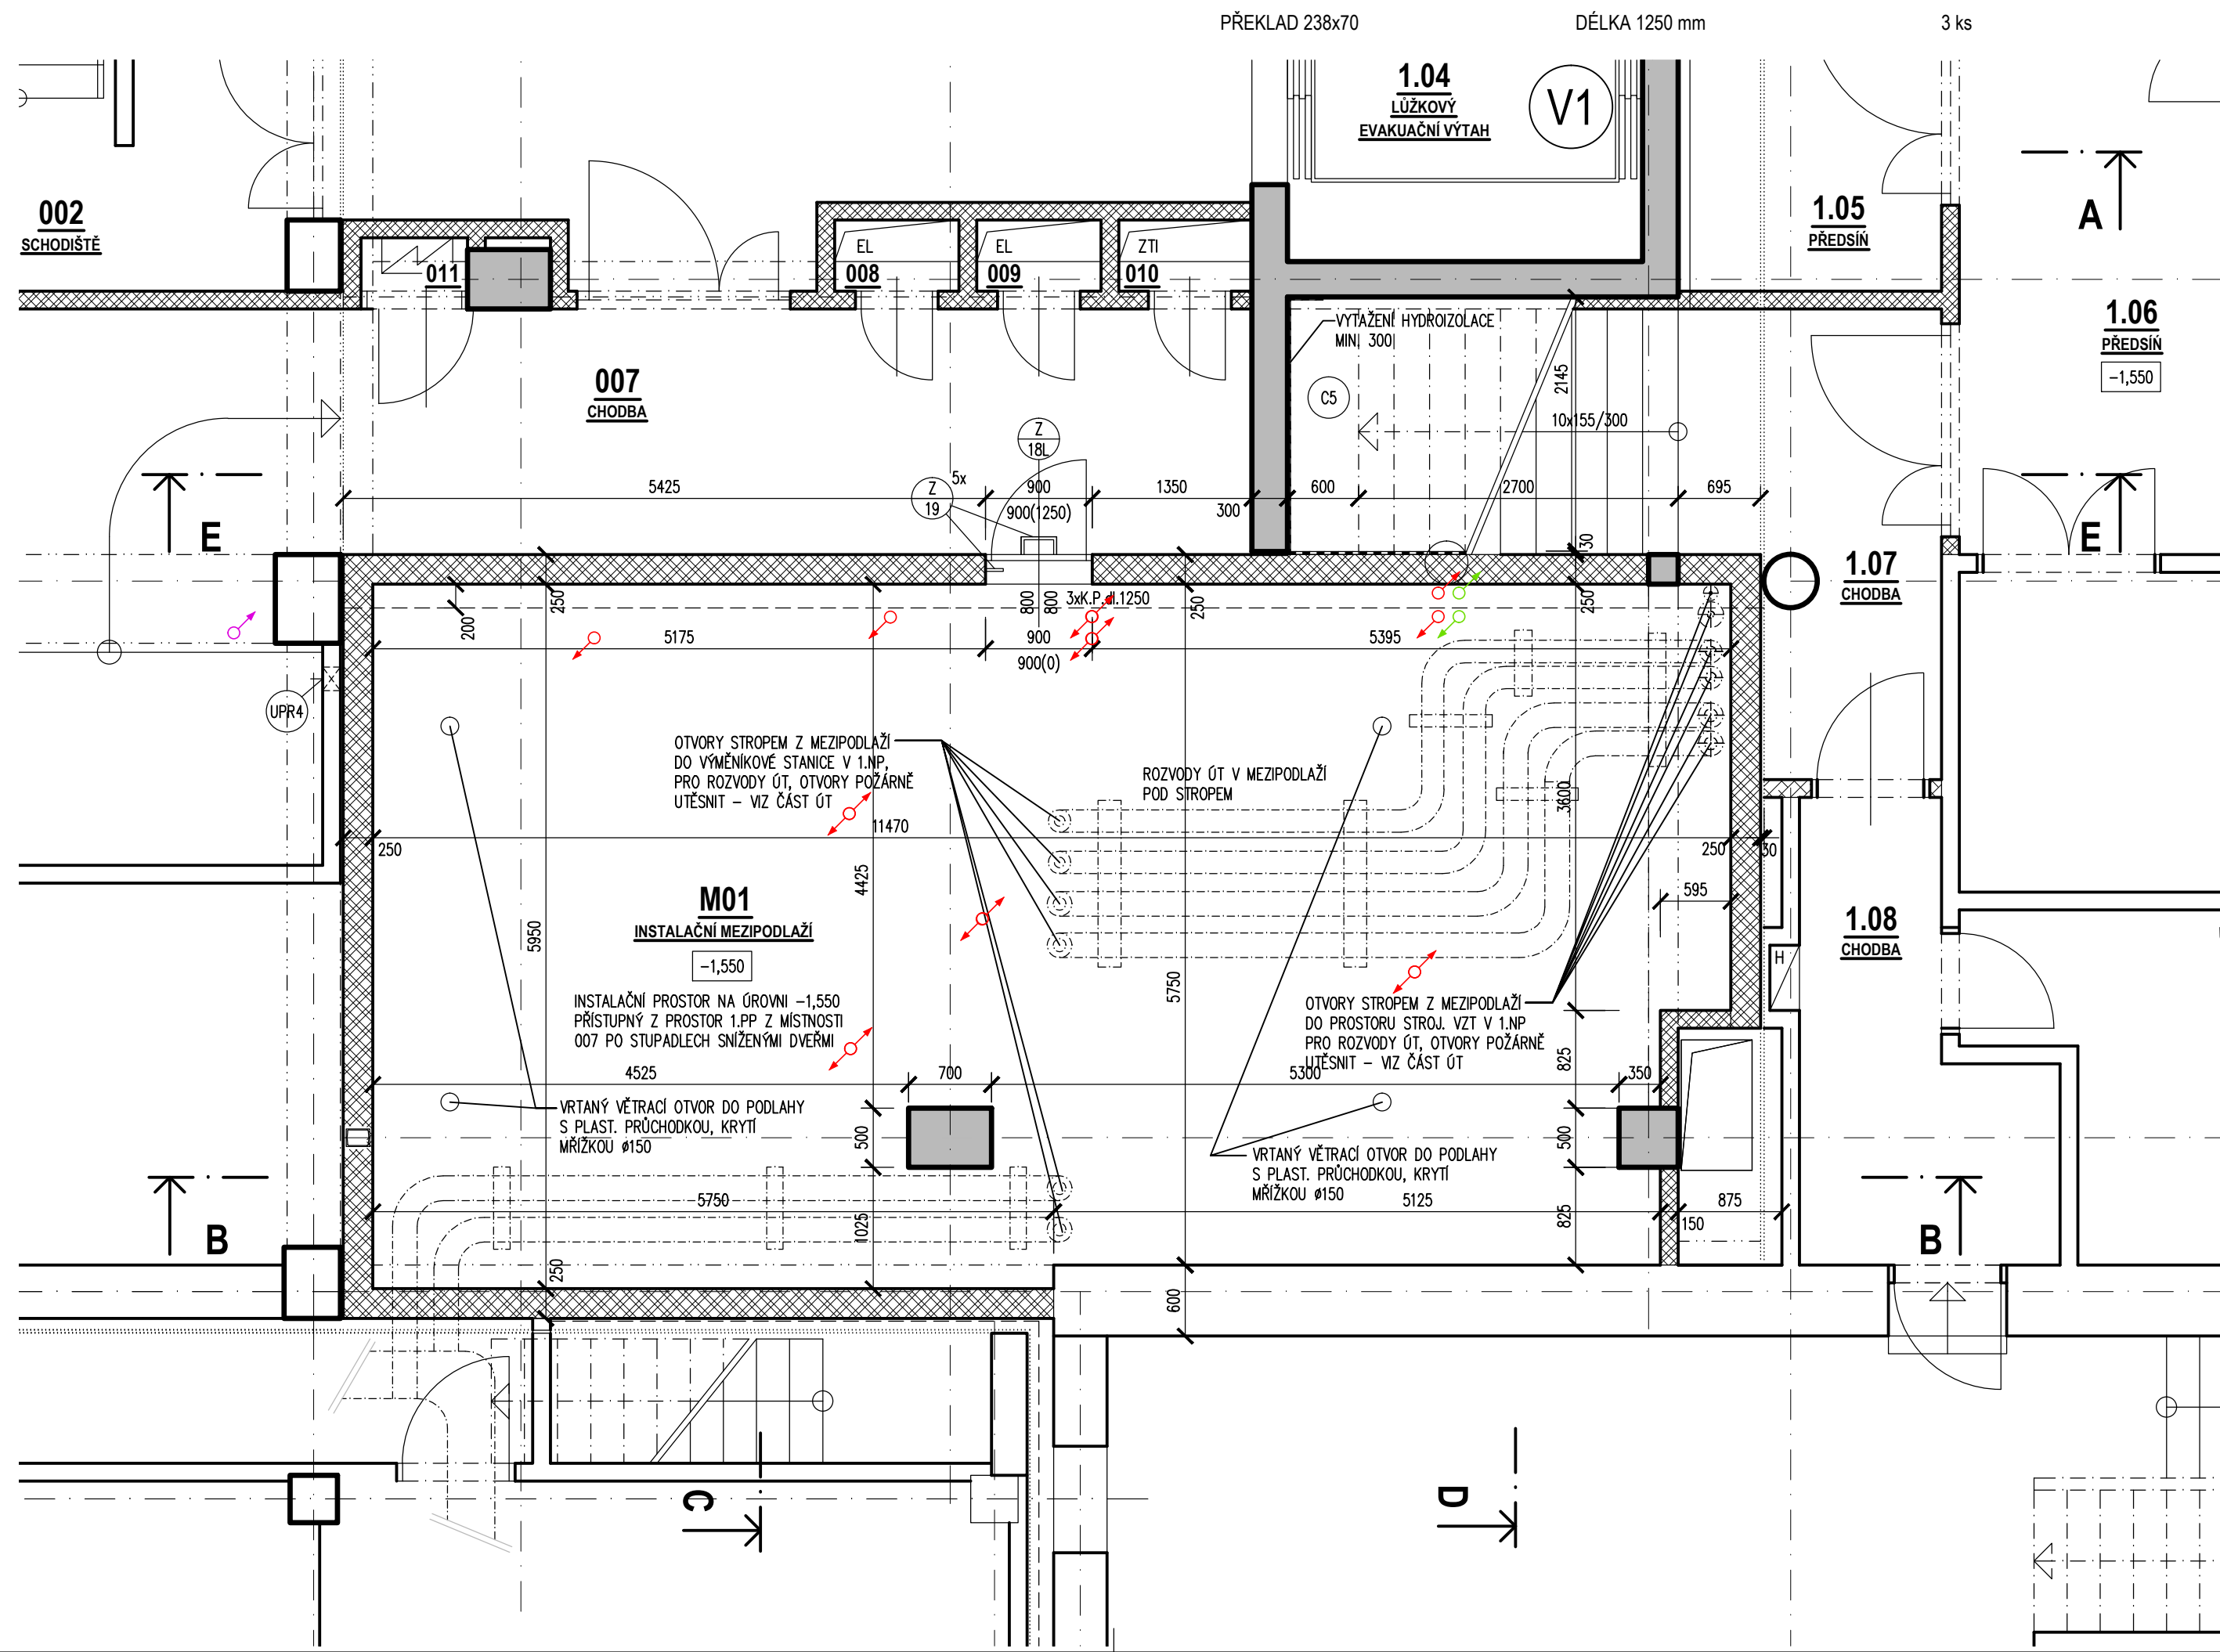 PŘEKLAD 238x70 DÉLKA 1250 mm 3 ks
1.04
LŮŽKOVÝ
EVAKUAČNÍ VÝTAH
V1
002
SCHODIŠTĚ
1.05
PŘEDSÍŇ
A
EL
EL
ZTI
011
008
009
010
1.06
PŘEDSÍŇ
-1,550
VYTAŽENÍ HYDROIZOLACE
MIN. 300
007
CHODBA
C5
2145
10x155/300
Z
18L
5x
Z
19
5425
900
900(1250)
1350
300
600
2700
695
E
E
30
1.07
CHODBA
250
200
800
800
3xK.P.dl.1250
250
250
5175
900
900(0)
5395
UPR4
OTVORY STROPEM Z MEZIPODLAŽÍ
DO VÝMĚNÍKOVÉ STANICE V 1.NP,
PRO ROZVODY ÚT, OTVORY POŽÁRNĚ
UTĚSNIT – VIZ ČÁST ÚT
ROZVODY ÚT V MEZIPODLAŽÍ
POD STROPEM
3600
11470
250
250
30
4425
595
M01
INSTALAČNÍ MEZIPODLAŽÍ
-1,550
5950
5750
1.08
CHODBA
H
INSTALAČNÍ PROSTOR NA ÚROVNI -1,550
PŘÍSTUPNÝ Z PROSTOR 1.PP Z MÍSTNOSTI
007 PO STUPADLECH SNÍŽENÝMI DVEŘMI
OTVORY STROPEM Z MEZIPODLAŽÍ
DO PROSTORU STROJ. VZT V 1.NP
PRO ROZVODY ÚT, OTVORY POŽÁRNĚ
UTĚSNIT – VIZ ČÁST ÚT
4525
700
5300
350
825
VRTANÝ VĚTRACÍ OTVOR DO PODLAHY
S PLAST. PRŮCHODKOU, KRYTÍ
MŘÍŽKOU ø150
500
500
VRTANÝ VĚTRACÍ OTVOR DO PODLAHY
S PLAST. PRŮCHODKOU, KRYTÍ
MŘÍŽKOU ø150
5750
1025
5125
825
875
150
B
B
250
600
C
D